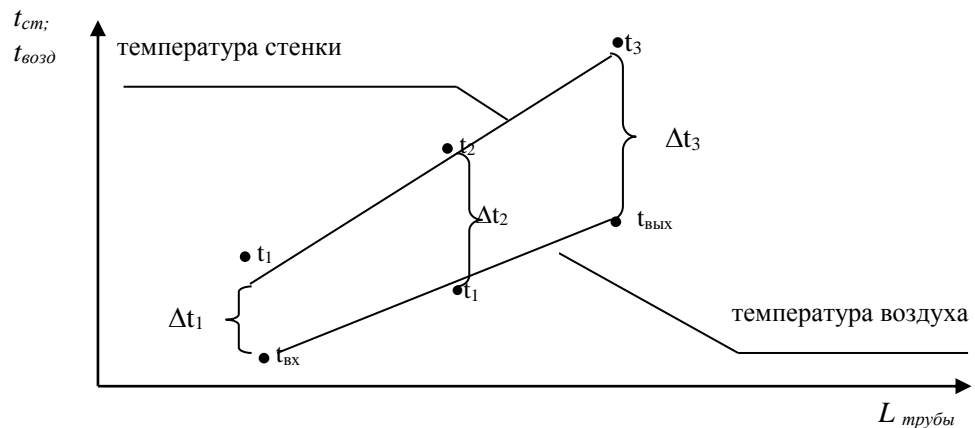 t_ст;
t_возд
температура стенки
t₃
t₂
Δt₃
Δt₂
t_вых
t₁
t₁
Δt₁
температура воздуха
t_вх
L трубы